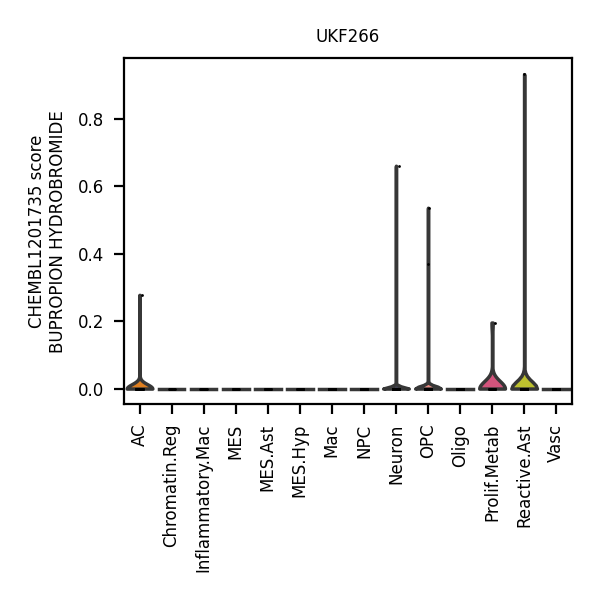 UKF266
CHEMBL1201735 score
BUPROPION HYDROBROMIDE
0.8
0.6
0.4
0.2
0.0
AC
Chromatin.Reg
Inflammatory.Mac
MES
MES.Ast
MES.Hyp
Mac
NPC
Neuron
OPC
Oligo
Prolif.Metab
Reactive.Ast
Vasc